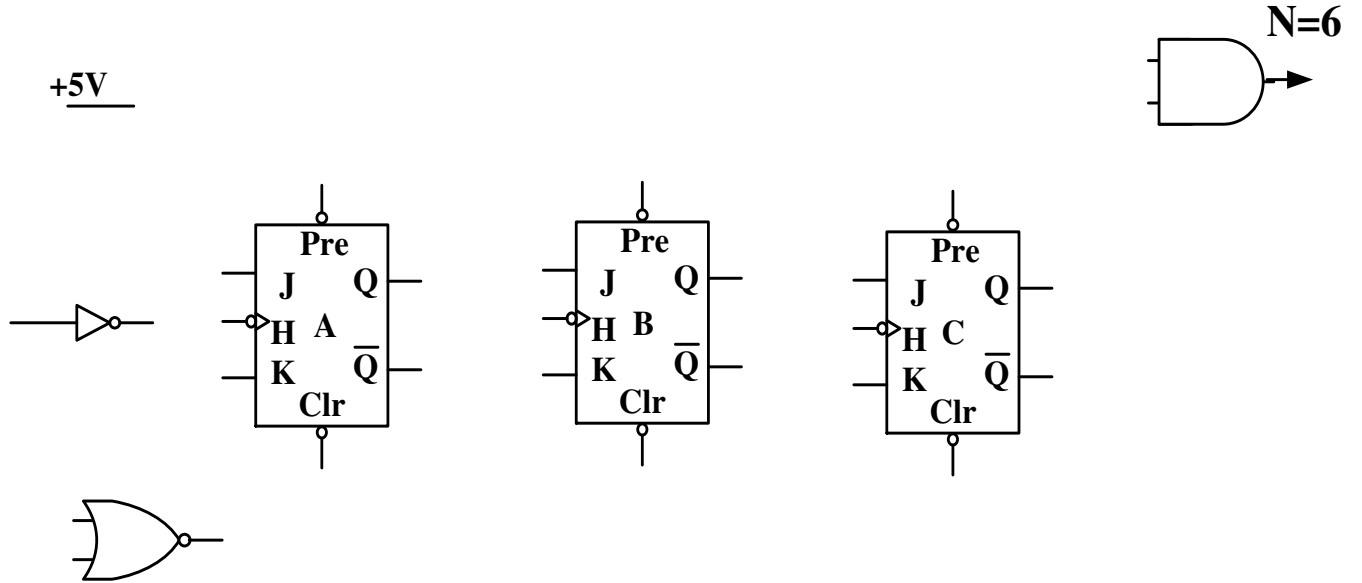 N=6
+5V
Pre
J Q
H A
K Q̅
Clr
Pre
J Q
H B
K Q̅
Clr
Pre
J Q
H C
K Q̅
Clr